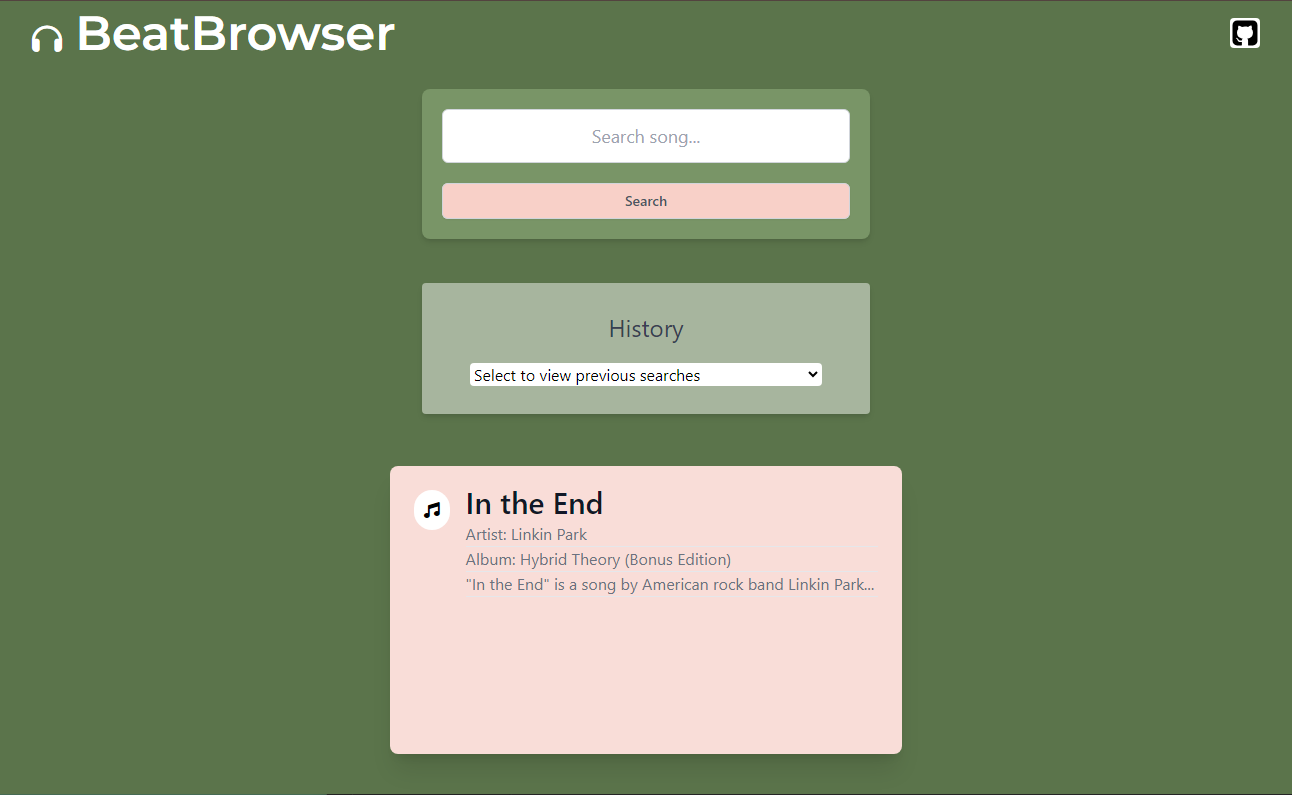 BeatBrowser
Search song...
Search
History
Select to view previous searches
In the End
Artist: Linkin Park
Album: Hybrid Theory (Bonus Edition)
"In the End" is a song by American rock band Linkin Park...